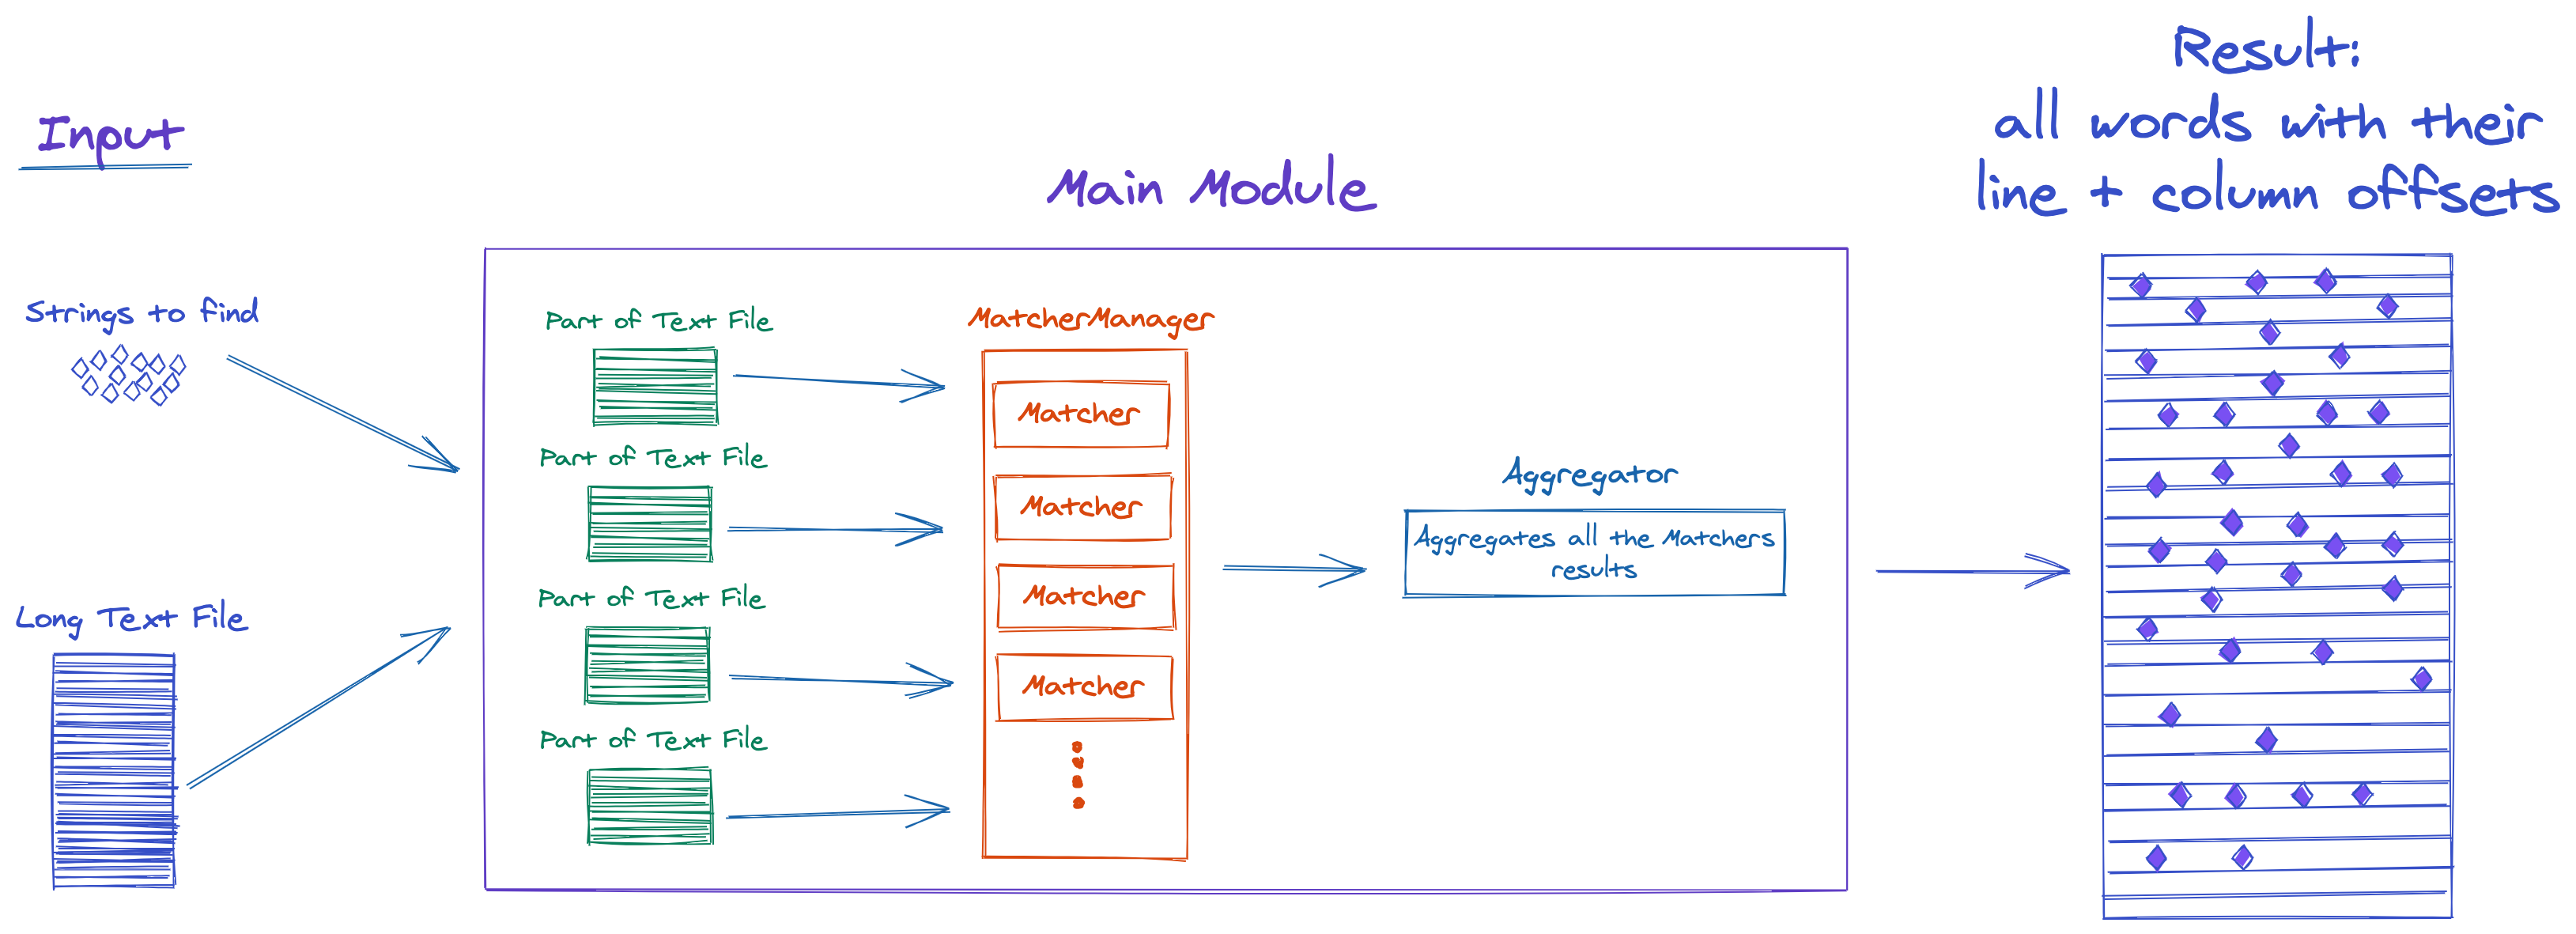 Input
Strings to find
Long Text File
Main Module
Part of Text File
Part of Text File
Part of Text File
Part of Text File
MatcherManager
Matcher
Matcher
Matcher
Matcher
Aggregator
Aggregates all the Matchers
results
Result:
all words with their
line + column offsets